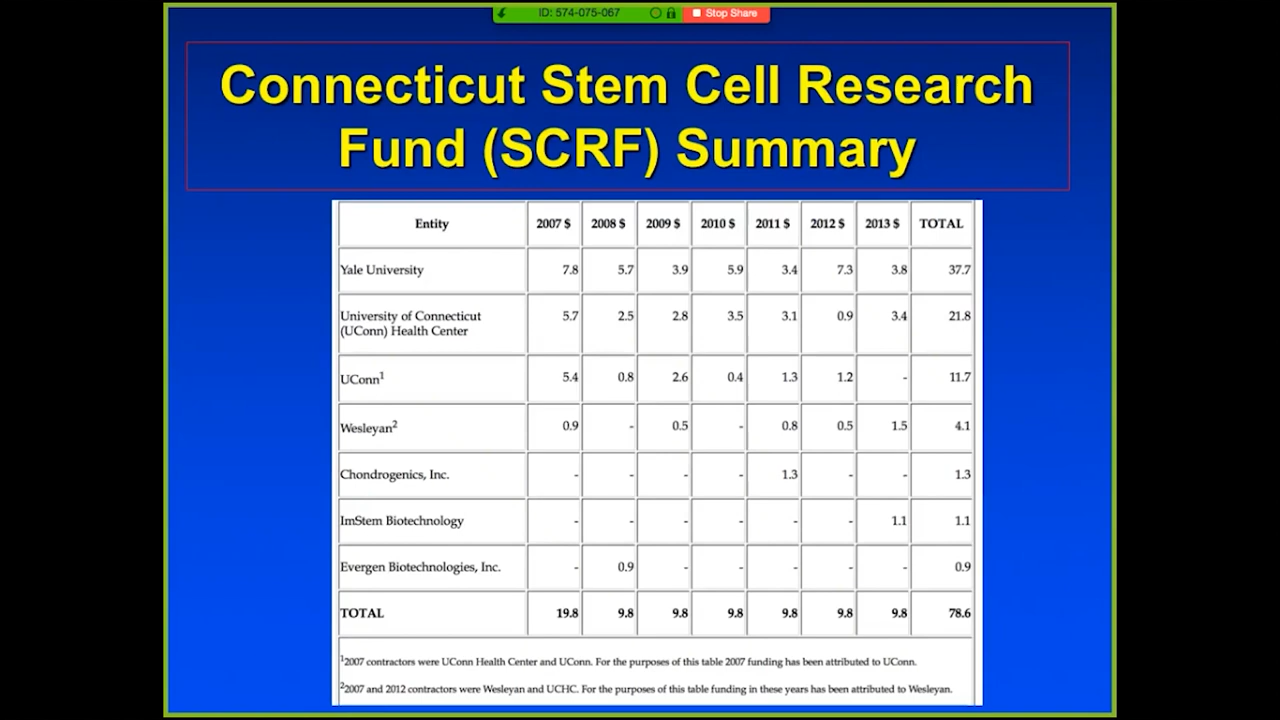 ID: 574-075-067 Stop Share
Connecticut Stem Cell Research
Fund (SCRF) Summary
Entity 2007 $ 2008 $ 2009 $ 2010 $ 2011 $ 2012 $ 2013 $ TOTAL
Yale University 7.8 5.7 3.9 5.9 3.4 7.3 3.8 37.7
University of Connecticut
(UConn) Health Center 5.7 2.5 2.8 3.5 3.1 0.9 3.4 21.8
UConn¹ 5.4 0.8 2.6 0.4 1.3 1.2 - 11.7
Wesleyan² 0.9 - 0.5 - 0.8 0.5 1.5 4.1
Chondrogenics, Inc. - - - - 1.3 - - 1.3
ImStem Biotechnology - - - - - - 1.1 1.1
Evergen Biotechnologies, Inc. - 0.9 - - - - - 0.9
TOTAL 19.8 9.8 9.8 9.8 9.8 9.8 9.8 78.6
¹2007 contractors were UConn Health Center and UConn. For the purposes of this table 2007 funding has been attributed to UConn.
²2007 and 2012 contractors were Wesleyan and UCHC. For the purposes of this table funding in these years has been attributed to Wesleyan.